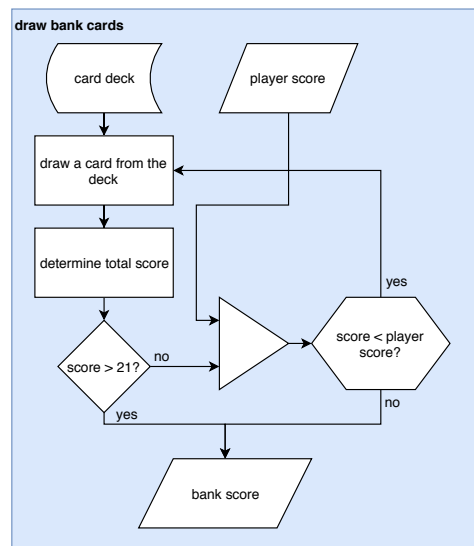 draw bank cards
card deck
player score
draw a card from the
deck
determine total score
yes
score < player
score?
score > 21?
no
no
yes
bank score